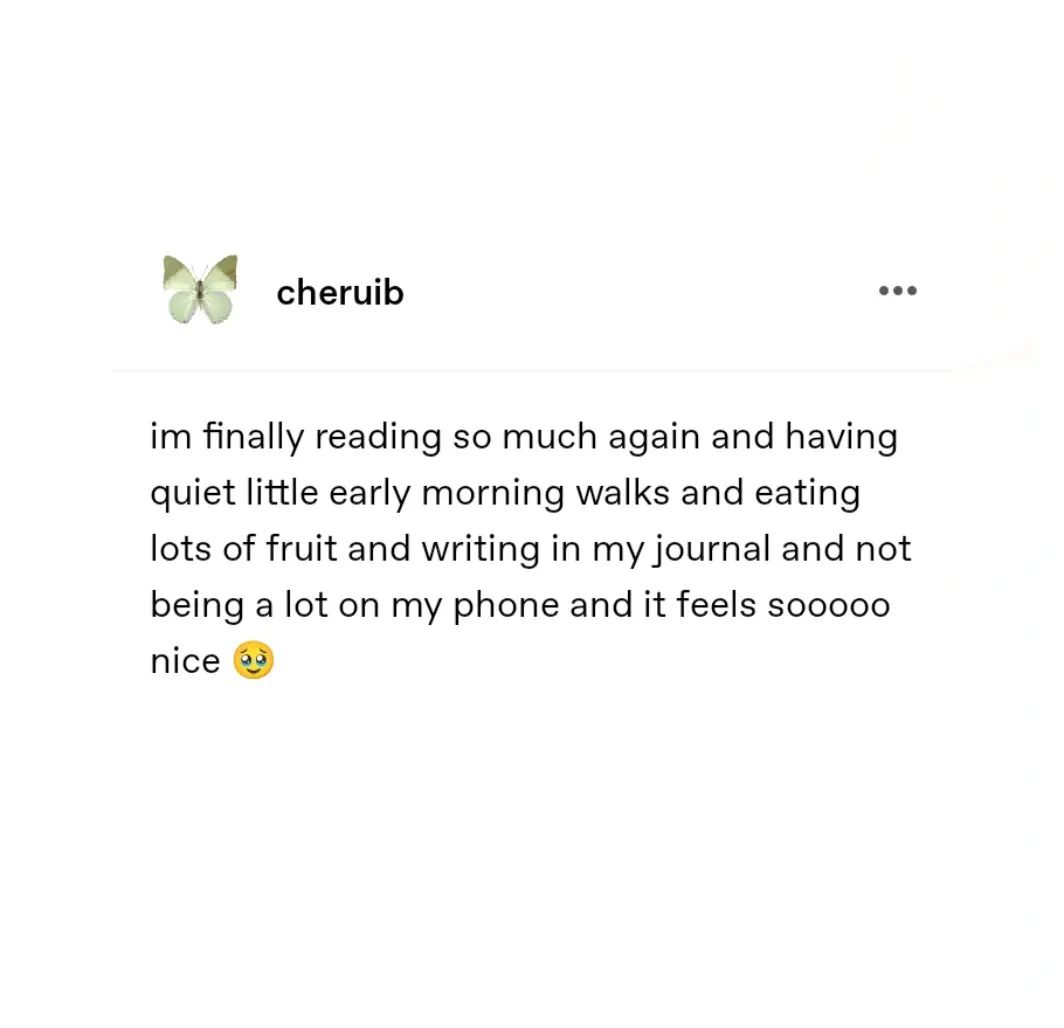 cheruib
im finally reading so much again and having
quiet little early morning walks and eating
lots of fruit and writing in my journal and not
being a lot on my phone and it feels sooooo
nice 🥹